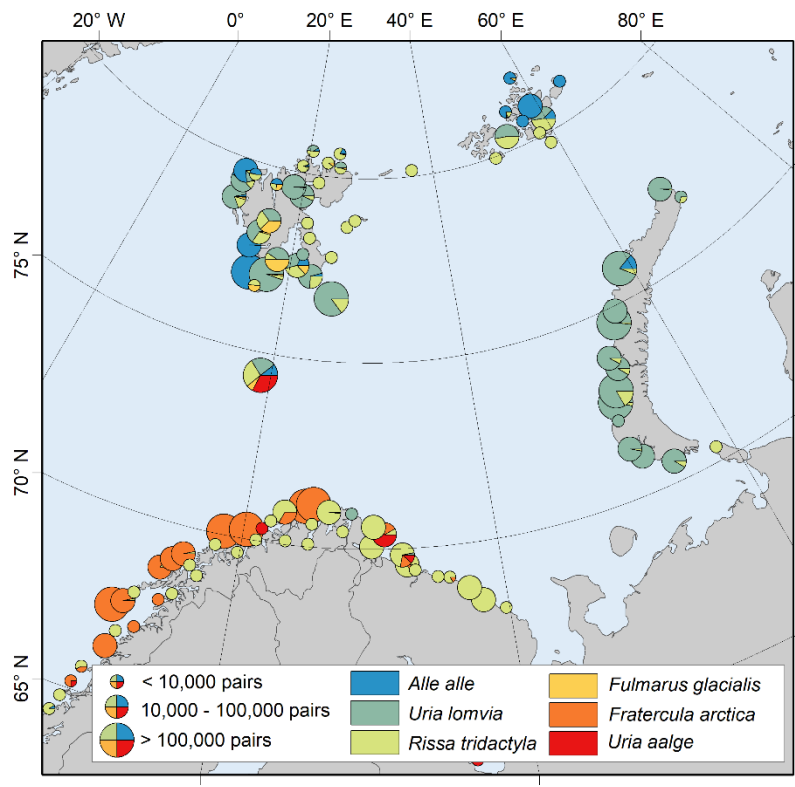 20° W 0° 20° E 40° E 60° E 80° E
75° N
70° N
65° N
< 10,000 pairs
10,000 - 100,000 pairs
> 100,000 pairs
Alle alle
Uria lomvia
Rissa tridactyla
Fulmarus glacialis
Fratercula arctica
Uria aalge